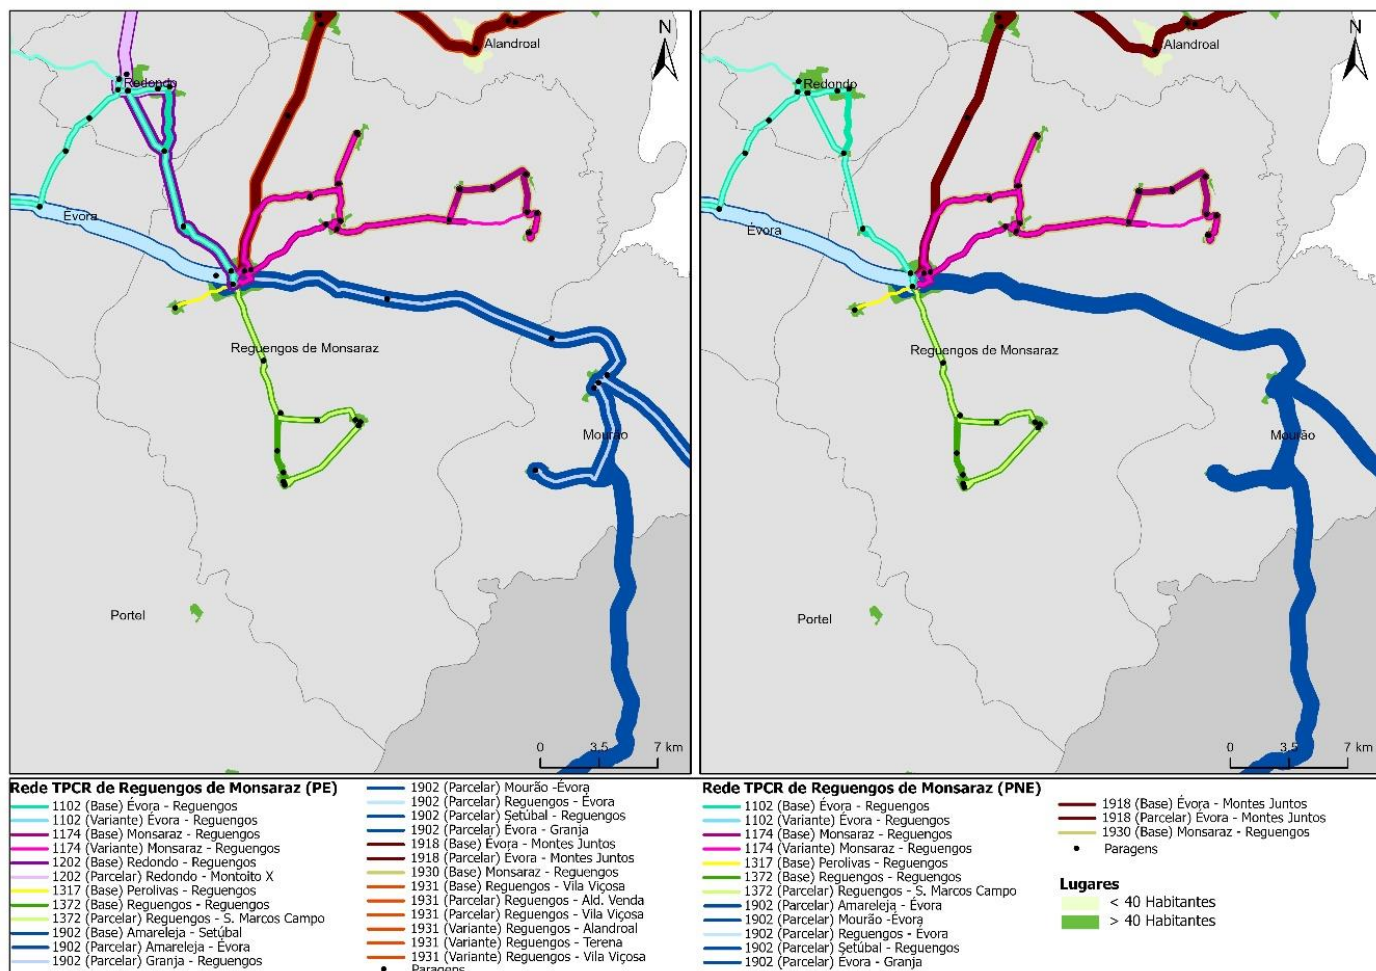 N
Alandroal
Redondo
Évora
Reguengos de Monsaraz
Mourão
Portel
0 3,5 7 km
N
Alandroal
Redondo
Évora
Reguengos de Monsaraz
Mourão
Portel
0 3,5 7 km
Rede TPCR de Reguengos de Monsaraz (PE)
1102 (Base) Évora - Reguengos
1102 (Variante) Évora - Reguengos
1174 (Base) Monsaraz - Reguengos
1174 (Variante) Monsaraz - Reguengos
1202 (Base) Redondo - Reguengos
1202 (Parcelar) Redondo - Montoito X
1317 (Base) Perolivas - Reguengos
1372 (Base) Reguengos - Reguengos
1372 (Parcelar) Reguengos - S. Marcos Campo
1902 (Base) Amareleja - Setúbal
1902 (Parcelar) Amareleja - Évora
1902 (Parcelar) Granja - Reguengos
1902 (Parcelar) Mourão -Évora
1902 (Parcelar) Reguengos - Évora
1902 (Parcelar) Setúbal - Reguengos
1902 (Parcelar) Évora - Granja
1918 (Base) Évora - Montes Juntos
1918 (Parcelar) Évora - Montes Juntos
1930 (Base) Monsaraz - Reguengos
1931 (Base) Reguengos - Vila Viçosa
1931 (Parcelar) Reguengos - Ald. Venda
1931 (Parcelar) Reguengos - Vila Viçosa
1931 (Variante) Reguengos - Alandroal
1931 (Variante) Reguengos - Terena
1931 (Variante) Reguengos - Vila Viçosa
Paragens
Rede TPCR de Reguengos de Monsaraz (PNE)
1102 (Base) Évora - Reguengos
1102 (Variante) Évora - Reguengos
1174 (Base) Monsaraz - Reguengos
1174 (Variante) Monsaraz - Reguengos
1317 (Base) Perolivas - Reguengos
1372 (Base) Reguengos - Reguengos
1372 (Parcelar) Reguengos - S. Marcos Campo
1902 (Parcelar) Amareleja - Évora
1902 (Parcelar) Mourão -Évora
1902 (Parcelar) Reguengos - Évora
1902 (Parcelar) Setúbal - Reguengos
1902 (Parcelar) Évora - Granja
1918 (Base) Évora - Montes Juntos
1918 (Parcelar) Évora - Montes Juntos
1930 (Base) Monsaraz - Reguengos
Paragens
Lugares
< 40 Habitantes
> 40 Habitantes